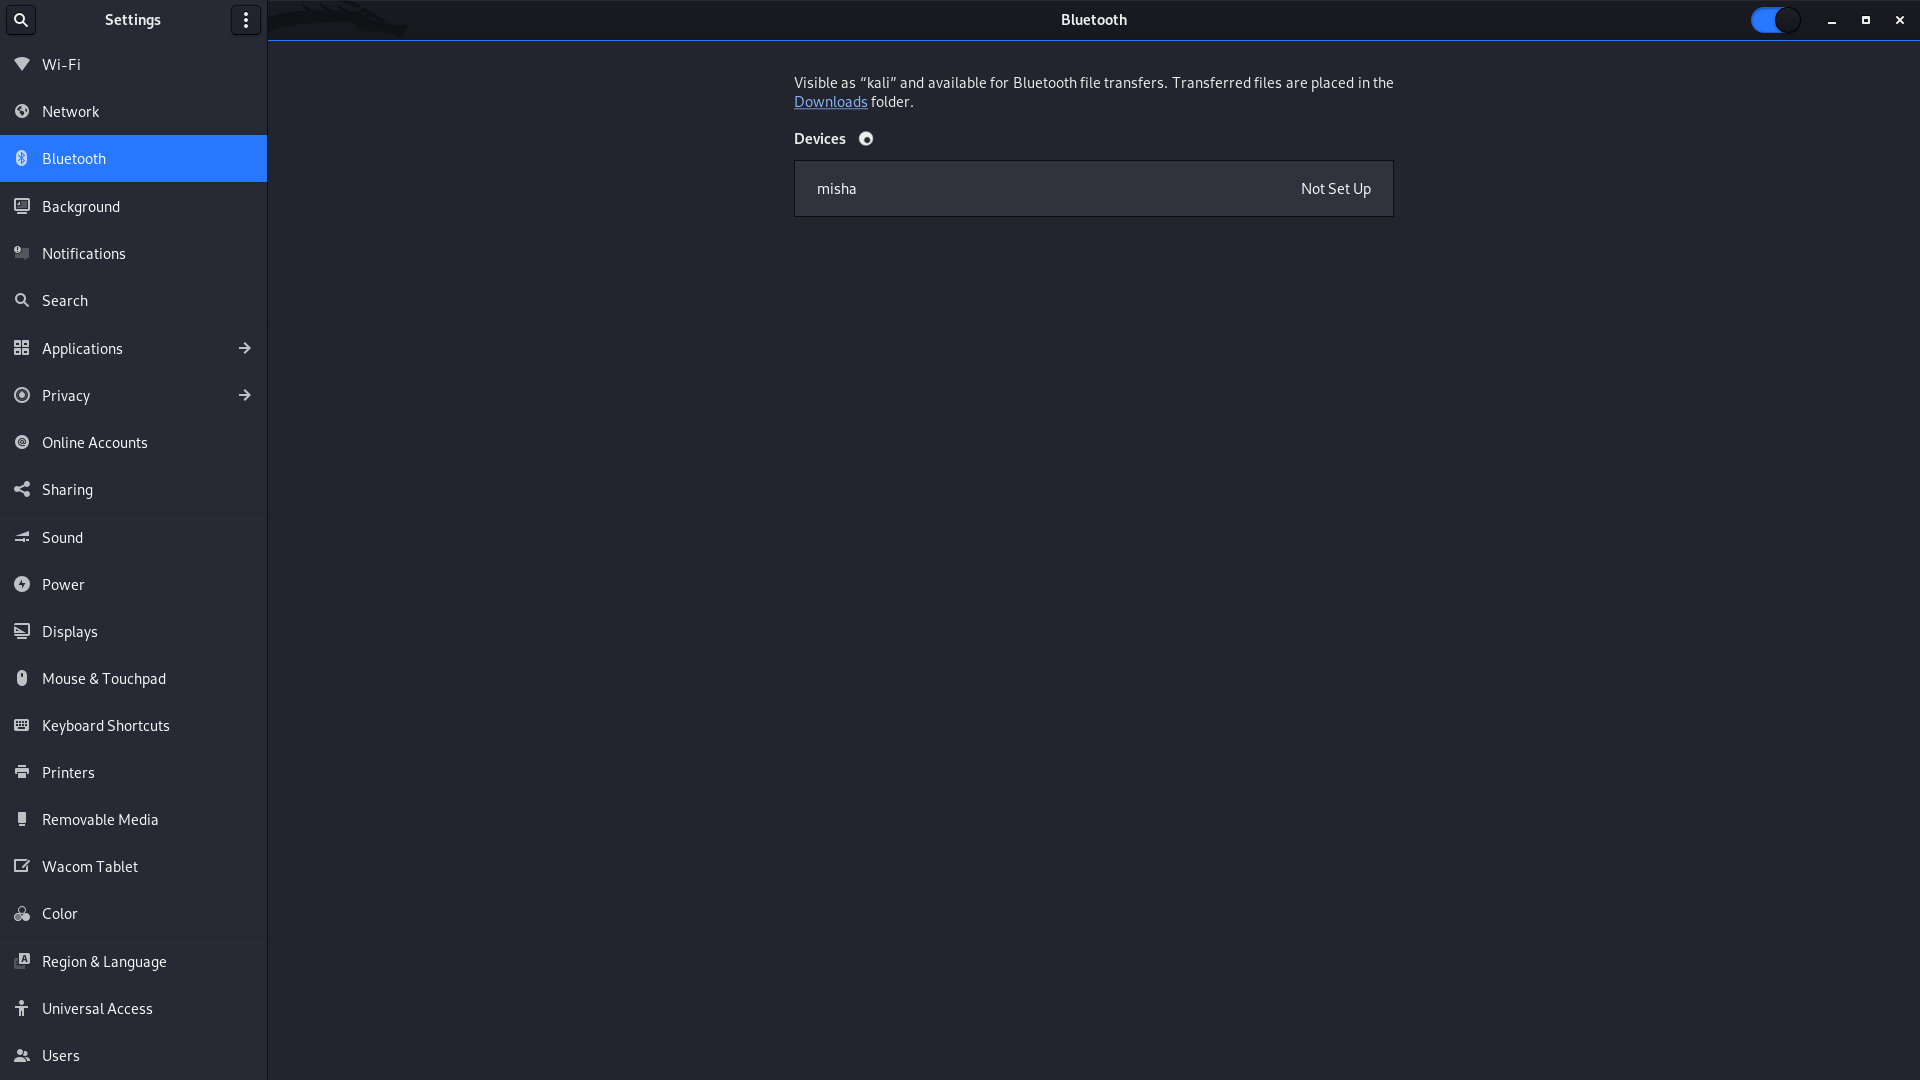 Settings
Bluetooth
Wi-Fi
Network
Bluetooth
Background
Notifications
Search
Applications
Privacy
Online Accounts
Sharing
Sound
Power
Displays
Mouse & Touchpad
Keyboard Shortcuts
Printers
Removable Media
Wacom Tablet
Color
Region & Language
Universal Access
Users
Visible as “kali” and available for Bluetooth file transfers. Transferred files are placed in the
Downloads folder.
Devices
misha Not Set Up